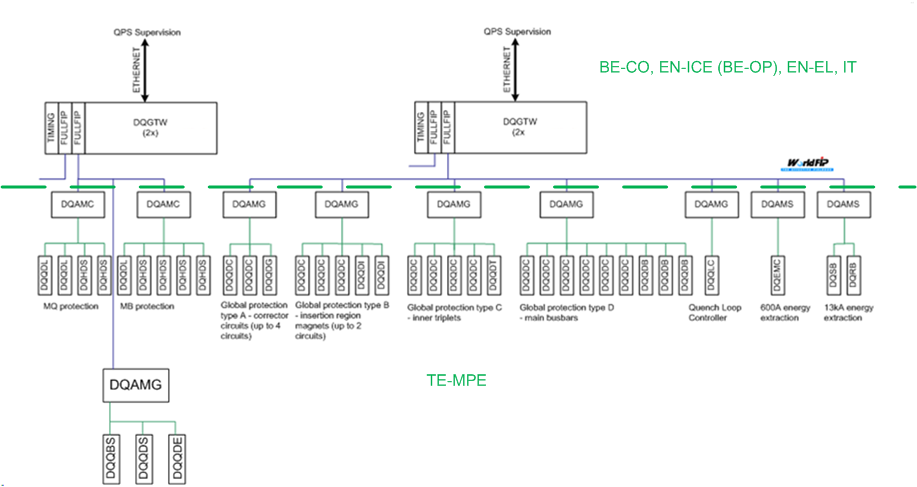 QPS Supervision
QPS Supervision
ETHERNET
ETHERNET
BE-CO, EN-ICE (BE-OP), EN-EL, IT
TIMING
FULLFIP
FULLFIP
DQGTW
(2x)
TIMING
FULLFIP
FULLFIP
DQGTW
(2x
WorldFIP
DQAMC
DQAMC
DQAMG
DQAMG
DQAMG
DQAMG
DQAMG
DQAMS
DQAMS
DQQDL
DQQDL
DQHDS
DQHDS
DQQDL
DQHDS
DQHDS
DQHDS
DQHDS
DQQDC
DQQDC
DQQDG
DQQDC
DQQDC
DQQDC
DQQDI
DQQDI
DQQDC
DQQDC
DQQDC
DQQDC
DQQDT
DQQDC
DQQDC
DQQDC
DQQDC
DQQDC
DQQDC
DQQDB
DQQDB
DQQLC
DQEMC
DQSB
DQRB
MQ protection
MB protection
Global protection
type A - corrector
circuits (up to 4
circuits)
Global protection type B
- insertion region
magnets (up to 2
circuits)
Global protection type C
- inner triplets
Global protection type D
- main busbars
Quench Loop
Controller
600A energy
extraction
13kA energy
extraction
TE-MPE
DQAMG
DQQBS
DQQDS
DQQDE